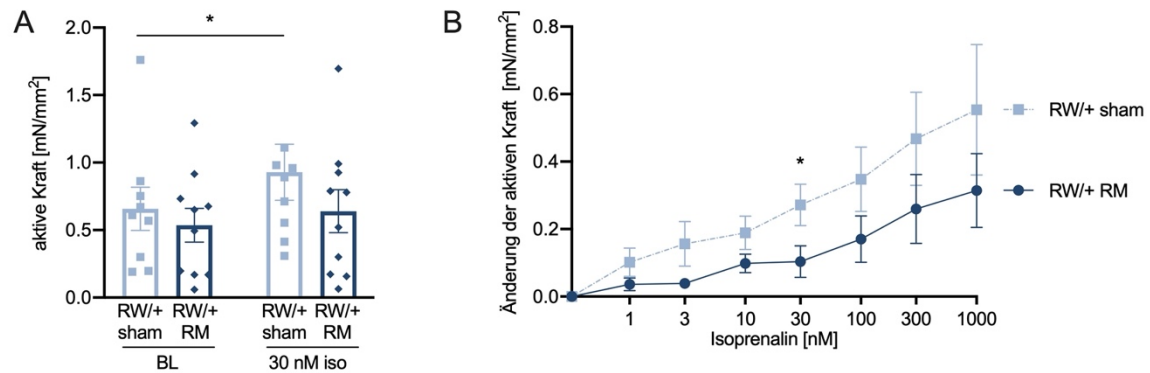 A
*
aktive Kraft [mN/mm²]
2.0
1.5
1.0
0.5
0.0
RW/+ sham
RW/+ RM
RW/+ sham
RW/+ RM
BL
30 nM iso
B
Änderung der aktiven Kraft [mN/mm²]
0.8
0.6
0.4
0.2
0.0
*
1 3 10 30 100 300 1000
Isoprenalin [nM]
RW/+ sham
RW/+ RM